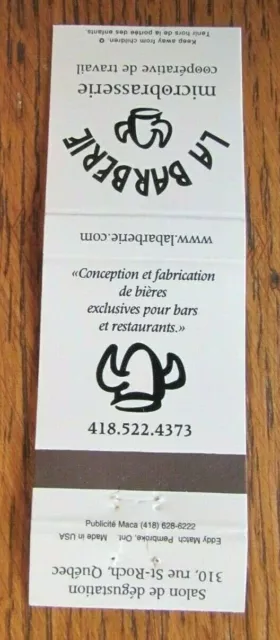 Tenir hors de la portée des enfants.
Keep away from children.
coopérative de travail
microbrasserie
LA BARBERIE
www.labarberie.com
«Conception et fabrication
de bières
exclusives pour bars
et restaurants.»
418.522.4373
Publicité Maca (418) 628-6222
Eddy Match Pembroke, Ont. Made in USA
310, rue St-Roch, Québec
Salon de dégustation